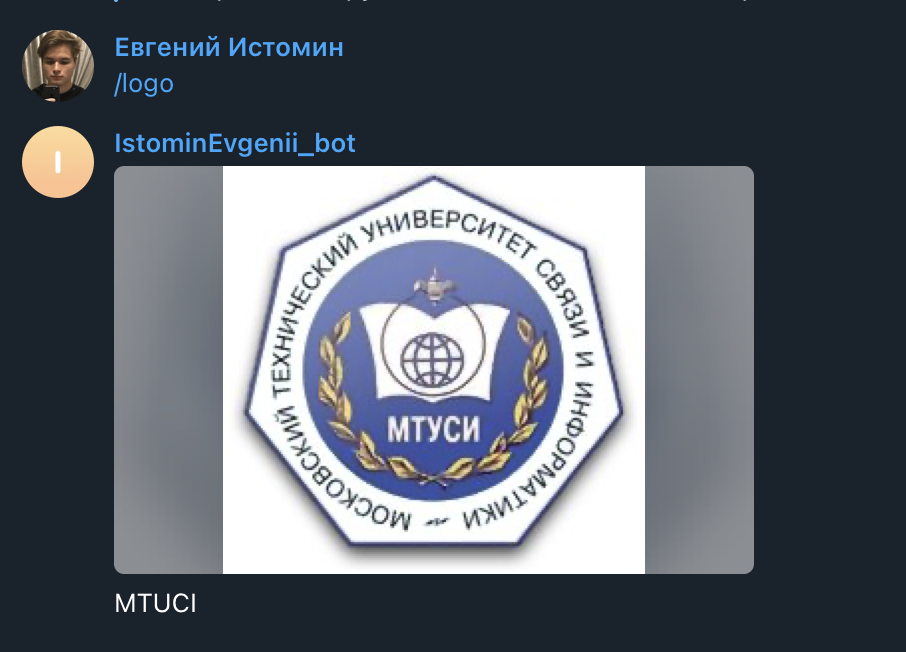 Евгений Истомин
/logo
I
IstominEvgenii_bot
МОСКОВСКИЙ ТЕХНИЧЕСКИЙ УНИВЕРСИТЕТ СВЯЗИ И ИНФОРМАТИКИ
МТУСИ
MTUCI